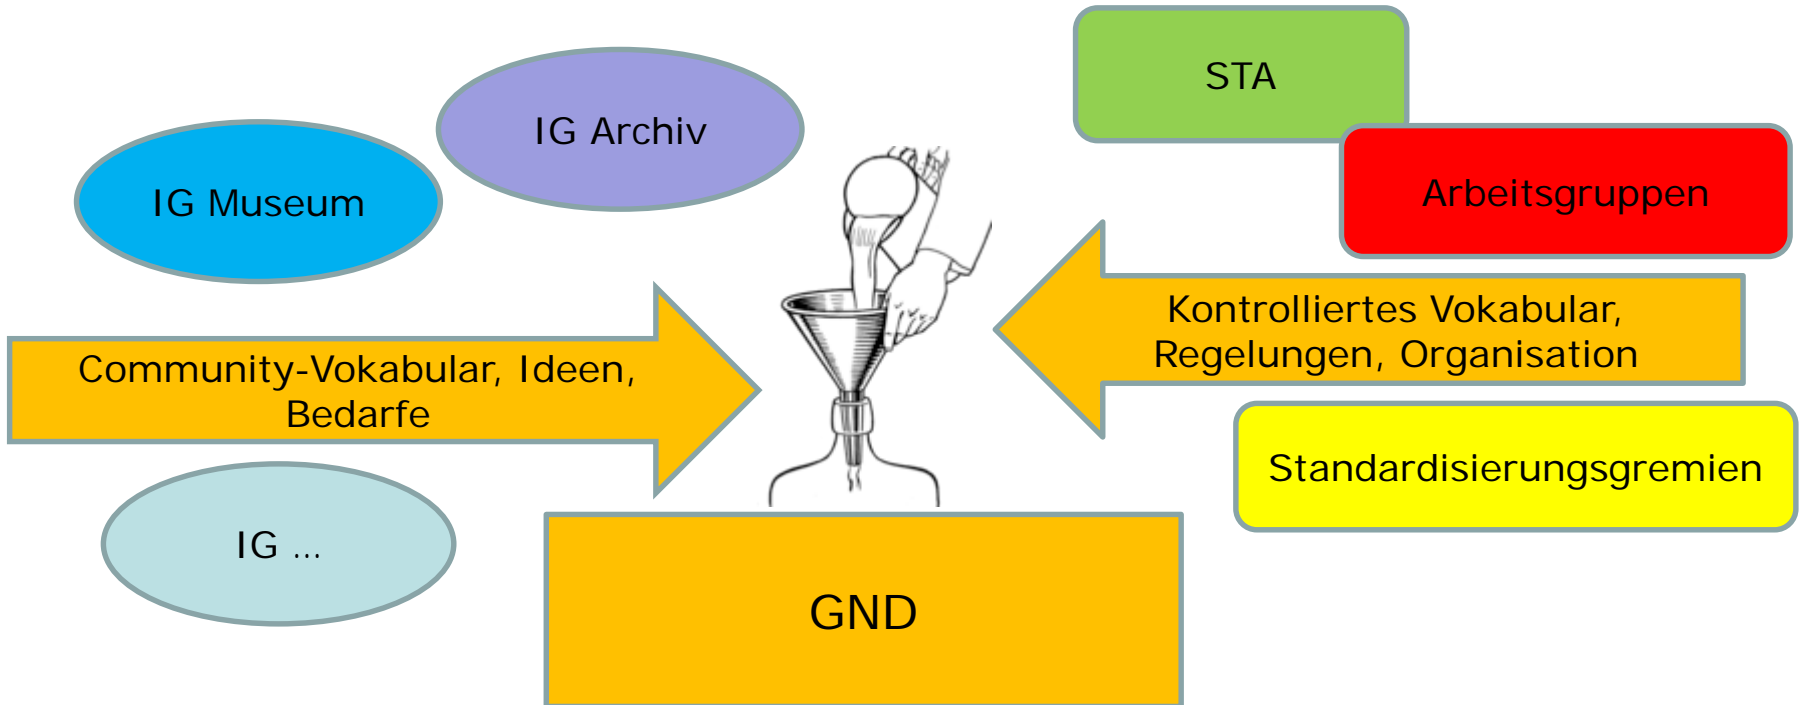 STA
IG Archiv
Arbeitsgruppen
IG Museum
Kontrolliertes Vokabular,
Regelungen, Organisation
Community-Vokabular, Ideen,
Bedarfe
Standardisierungsgremien
IG ...
GND